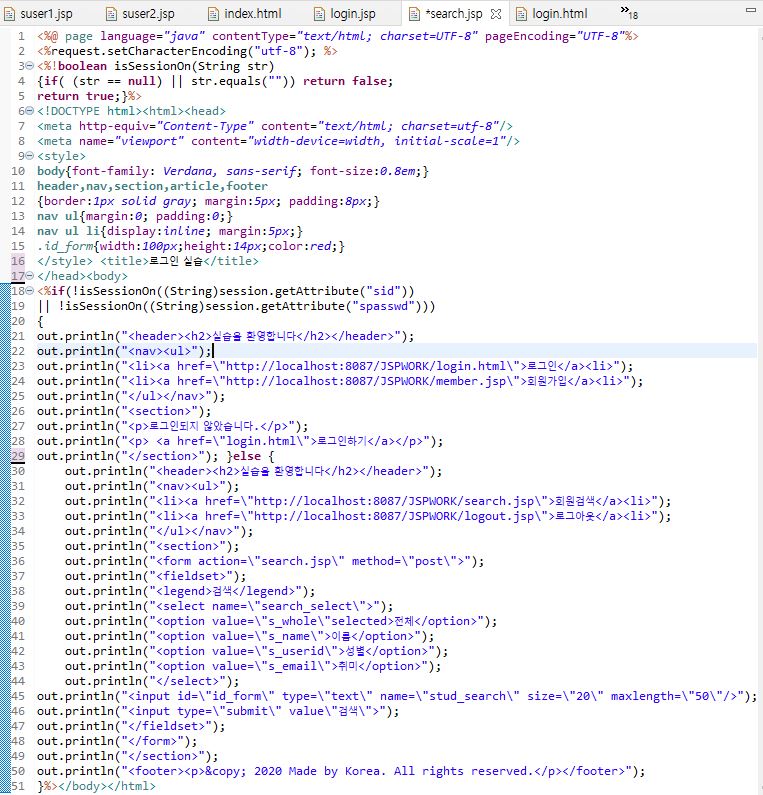 suser1.jsp suser2.jsp index.html login.jsp *search.jsp login.html 18
1 <%@ page language="java" contentType="text/html; charset=UTF-8" pageEncoding="UTF-8"%>
2 <%request.setCharacterEncoding("utf-8"); %>
3 <%!boolean isSessionOn(String str)
4 {if( (str == null) || str.equals("")) return false;
5 return true;}%>
6 <!DOCTYPE html><html><head>
7 <meta http-equiv="Content-Type" content="text/html; charset=utf-8"/>
8 <meta name="viewport" content="width-device=width, initial-scale=1"/>
9 <style>
10 body{font-family: Verdana, sans-serif; font-size:0.8em;}
11 header,nav,section,article,footer
12 {border:1px solid gray; margin:5px; padding:8px;}
13 nav ul{margin:0; padding:0;}
14 nav ul li{display:inline; margin:5px;}
15 .id_form{width:100px;height:14px;color:red;}
16 </style> <title>로그인 실습</title>
17 </head><body>
18 <%if(!isSessionOn((String)session.getAttribute("sid"))
19 || !isSessionOn((String)session.getAttribute("spasswd")))
20 {
21 out.println("<header><h2>실습을 환영합니다</h2></header>");
22 out.println("<nav><ul>");
23 out.println("<li><a href=\"http://localhost:8087/JSPWORK/login.html\">로그인</a><li>");
24 out.println("<li><a href=\"http://localhost:8087/JSPWORK/member.jsp\">회원가입</a><li>");
25 out.println("</ul></nav>");
26 out.println("<section>");
27 out.println("<p>로그인되지 않았습니다.</p>");
28 out.println("<p> <a href=\"login.html\">로그인하기</a></p>");
29 out.println("</section>"); }else {
30 out.println("<header><h2>실습을 환영합니다</h2></header>");
31 out.println("<nav><ul>");
32 out.println("<li><a href=\"http://localhost:8087/JSPWORK/search.jsp\">회원검색</a><li>");
33 out.println("<li><a href=\"http://localhost:8087/JSPWORK/logout.jsp\">로그아웃</a><li>");
34 out.println("</ul></nav>");
35 out.println("<section>");
36 out.println("<form action=\"search.jsp\" method=\"post\">");
37 out.println("<fieldset>");
38 out.println("<legend>검색</legend>");
39 out.println("<select name=\"search_select\">");
40 out.println("<option value=\"s_whole\"selected>전체</option>");
41 out.println("<option value=\"s_name\">이름</option>");
42 out.println("<option value=\"s_userid\">성별</option>");
43 out.println("<option value=\"s_email\">취미</option>");
44 out.println("</select>");
45 out.println("<input id=\"id_form\" type=\"text\" name=\"stud_search\" size=\"20\" maxlength=\"50\"/>");
46 out.println("<input type=\"submit\" value\"검색\">");
47 out.println("</fieldset>");
48 out.println("</form>");
49 out.println("</section>");
50 out.println("<footer><p>&copy; 2020 Made by Korea. All rights reserved.</p></footer>");
51 }%></body></html>